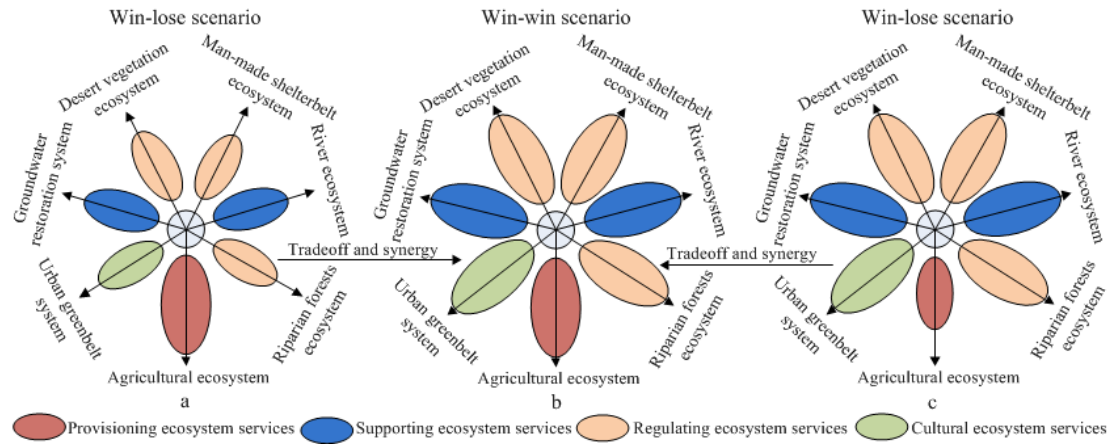 Win-lose scenario
Desert vegetation
ecosystem
Man-made shelterbelt
ecosystem
Groundwater
restoration system
River ecosystem
Urban greenbelt
system
Riparian forests
ecosystem
Agricultural ecosystem
a
Tradeoff and synergy
Win-win scenario
Desert vegetation
ecosystem
Man-made shelterbelt
ecosystem
Groundwater
restoration system
River ecosystem
Urban greenbelt
system
Riparian forests
ecosystem
Agricultural ecosystem
b
Tradeoff and synergy
Win-lose scenario
Desert vegetation
ecosystem
Man-made shelterbelt
ecosystem
Groundwater
restoration system
River ecosystem
Urban greenbelt
system
Riparian forests
ecosystem
Agricultural ecosystem
c
Provisioning ecosystem services
Supporting ecosystem services
Regulating ecosystem services
Cultural ecosystem services